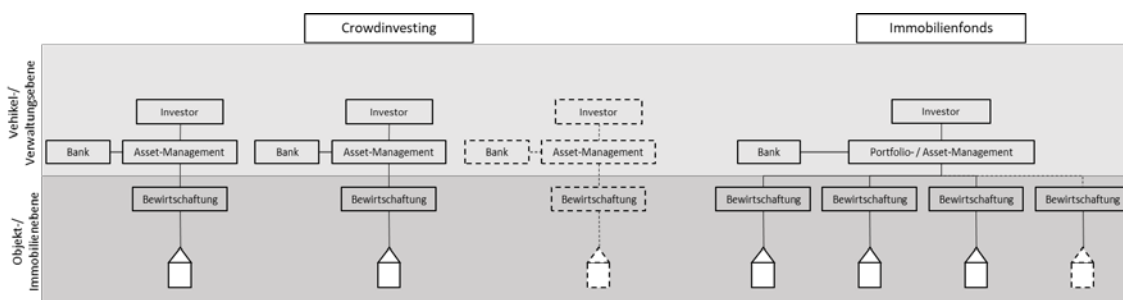 Crowdinvesting
Immobilienfonds
Vehikel-/
Verwaltungsebene
Investor
Investor
Investor
Investor
Bank
Asset-Management
Bank
Asset-Management
Bank
Asset-Management
Bank
Portfolio-/ Asset-Management
Objekt-/
Immobilienebene
Bewirtschaftung
Bewirtschaftung
Bewirtschaftung
Bewirtschaftung
Bewirtschaftung
Bewirtschaftung
Bewirtschaftung